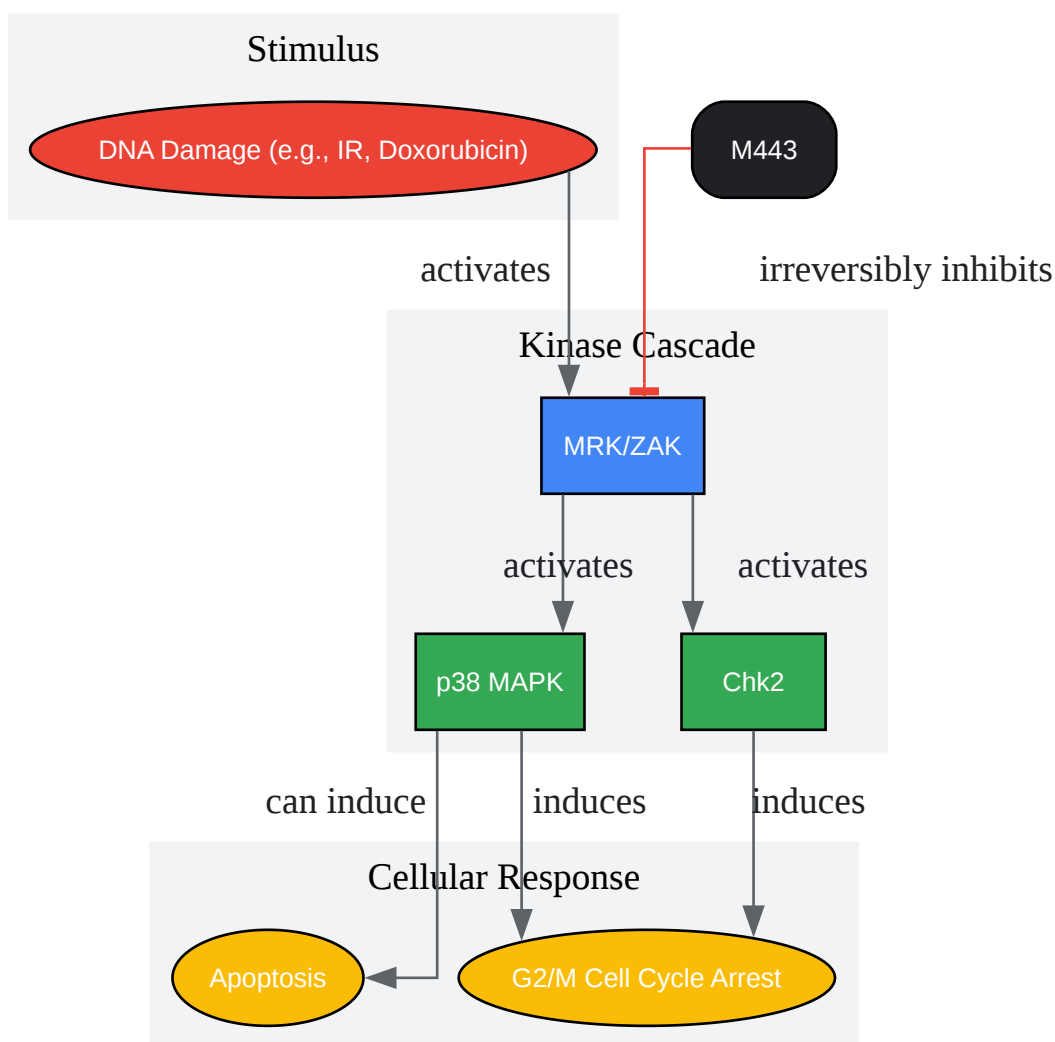 Stimulus
DNA Damage (e.g., IR, Doxorubicin)
M443
activates
irreversibly inhibits
Kinase Cascade
MRK/ZAK
activates
activates
p38 MAPK
Chk2
can induce
induces
induces
Cellular Response
Apoptosis
G2/M Cell Cycle Arrest